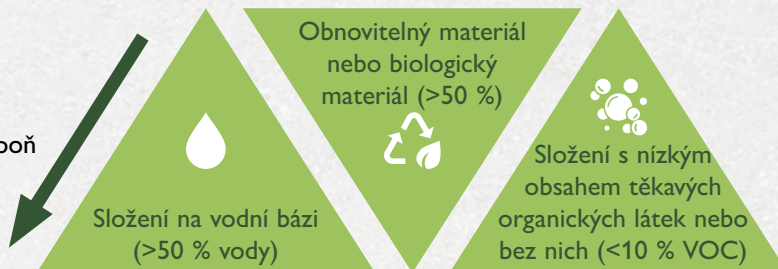 Obnovitelný materiál
nebo biologický
materiál (>50 %)
Složení na vodní bázi
(>50 % vody)
Složení s nízkým
obsahem těkavých
organických látek nebo
bez nich (<10 % VOC)